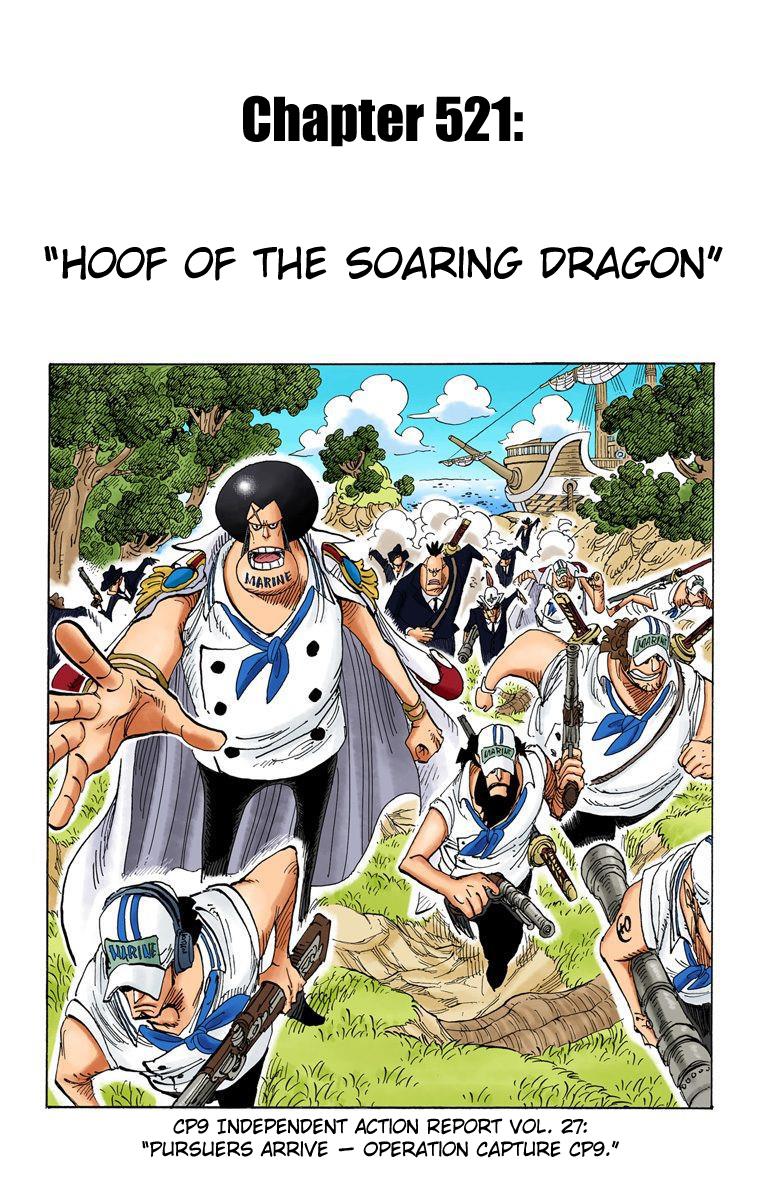 Chapter 521:
"HOOF OF THE SOARING DRAGON"
MARINE
MARINE
MARINE
MARINE
CP9 INDEPENDENT ACTION REPORT VOL. 27:
"PURSUERS ARRIVE – OPERATION CAPTURE CP9."